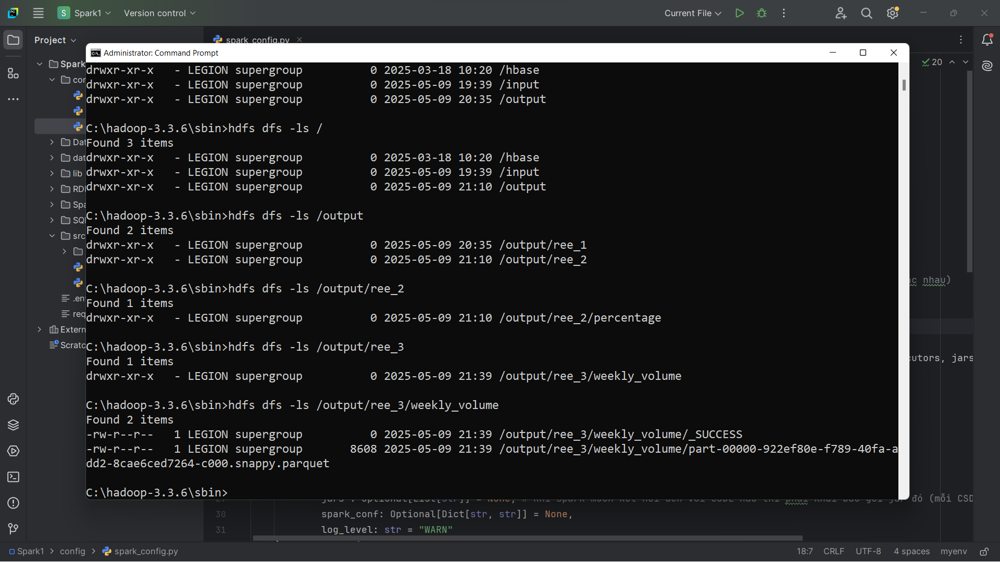 Spark1
Version control
Current File
Project
spark_config.py
Administrator: Command Prompt
20
Spark
drwxr-xr-x   - LEGION supergroup          0 2025-03-18 10:20 /hbase
drwxr-xr-x   - LEGION supergroup          0 2025-05-09 19:39 /input
drwxr-xr-x   - LEGION supergroup          0 2025-05-09 20:35 /output
C:\hadoop-3.3.6\sbin>hdfs dfs -ls /
Found 3 items
drwxr-xr-x   - LEGION supergroup          0 2025-03-18 10:20 /hbase
drwxr-xr-x   - LEGION supergroup          0 2025-05-09 19:39 /input
drwxr-xr-x   - LEGION supergroup          0 2025-05-09 21:10 /output
C:\hadoop-3.3.6\sbin>hdfs dfs -ls /output
Found 2 items
drwxr-xr-x   - LEGION supergroup          0 2025-05-09 20:35 /output/ree_1
drwxr-xr-x   - LEGION supergroup          0 2025-05-09 21:10 /output/ree_2
C:\hadoop-3.3.6\sbin>hdfs dfs -ls /output/ree_2
Found 1 items
drwxr-xr-x   - LEGION supergroup          0 2025-05-09 21:10 /output/ree_2/percentage
C:\hadoop-3.3.6\sbin>hdfs dfs -ls /output/ree_3
Found 1 items
drwxr-xr-x   - LEGION supergroup          0 2025-05-09 21:39 /output/ree_3/weekly_volume
C:\hadoop-3.3.6\sbin>hdfs dfs -ls /output/ree_3/weekly_volume
Found 2 items
-rw-r--r--   1 LEGION supergroup          0 2025-05-09 21:39 /output/ree_3/weekly_volume/_SUCCESS
-rw-r--r--   1 LEGION supergroup       8608 2025-05-09 21:39 /output/ree_3/weekly_volume/part-00000-922ef80e-f789-40fa-a
dd2-8cae6ced7264-c000.snappy.parquet
C:\hadoop-3.3.6\sbin>
con
Dat
dat
lib
RDI
Spa
SQL
src
.en
req
Extern
Scratc
nhau)
cutors, jars
đó (mỗi CSD
30 spark_conf: Optional[Dict[str, str]] = None,
31 log_level: str = "WARN"
Spark1 > config > spark_config.py
18:7 CRLF UTF-8 4 spaces myenv